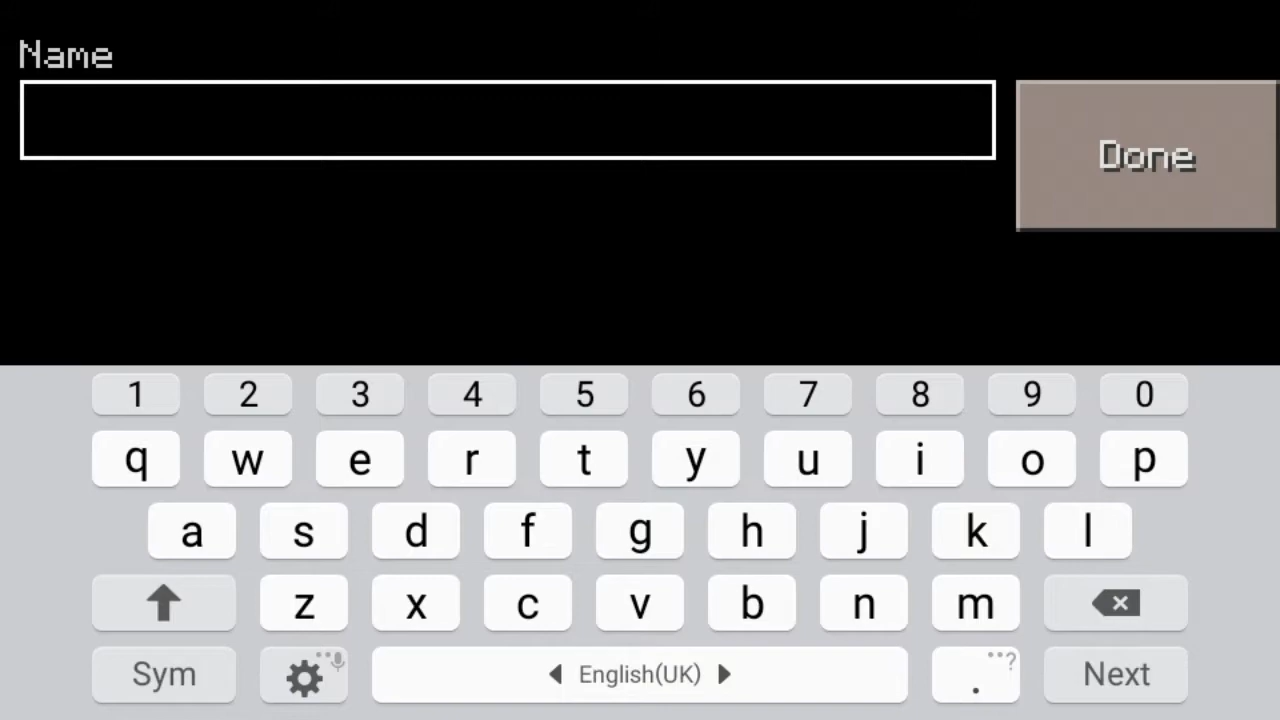 Name
Done
1 2 3 4 5 6 7 8 9 0
q w e r t y u i o p
a s d f g h j k l
z x c v b n m
Sym English(UK) . ? Next